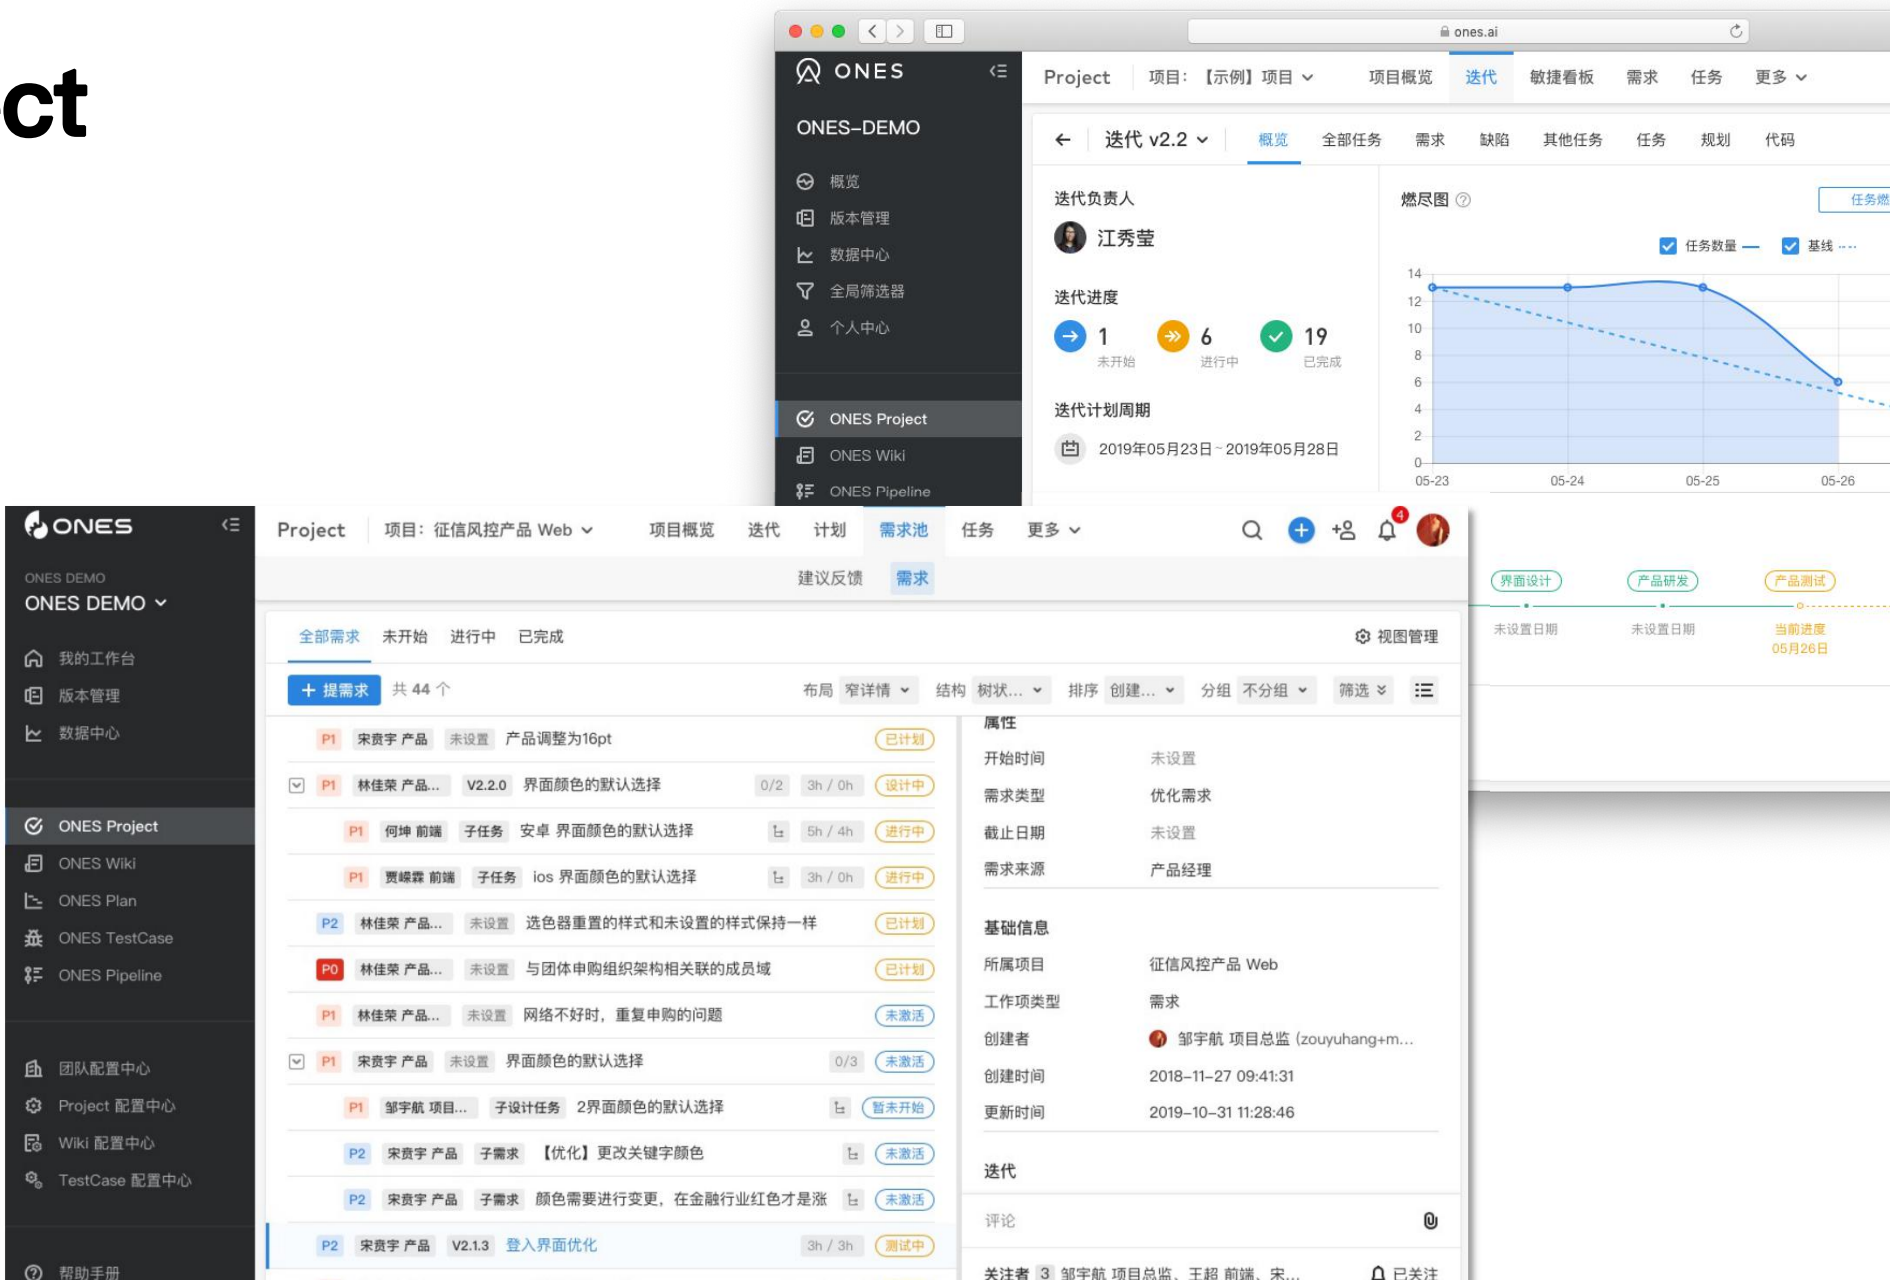 ct
ones.ai
ONES
Project 项目：【示例】项目 项目概览 迭代 敏捷看板 需求 任务 更多
ONES-DEMO
迭代 v2.2 概览 全部任务 需求 缺陷 其他任务 任务 规划 代码
概览
版本管理
数据中心
全局筛选器
个人中心
ONES Project
ONES Wiki
ONES Pipeline
迭代负责人
江秀莹
迭代进度
1 6 19
未开始 进行中 已完成
迭代计划周期
2019年05月23日~2019年05月28日
燃尽图
任务燃
任务数量 基线
14
12
10
8
6
4
2
0
05-23 05-24 05-25 05-26
界面设计 产品研发 产品测试
未设置日期 未设置日期 当前进度
05月26日
ONES
Project 项目：征信风控产品 Web 项目概览 迭代 计划 需求池 任务 更多 4
建议反馈 需求
ONES DEMO
ONES DEMO
我的工作台
版本管理
数据中心
ONES Project
ONES Wiki
ONES Plan
ONES TestCase
ONES Pipeline
团队配置中心
Project 配置中心
Wiki 配置中心
TestCase 配置中心
帮助手册
全部需求 未开始 进行中 已完成 视图管理
提需求 共 44 个 布局 窄详情 结构 树状... 排序 创建... 分组 不分组 筛选
P1 宋贲宇 产品 未设置 产品调整为16pt 已计划
P1 林佳荣 产品... V2.2.0 界面颜色的默认选择 0/2 3h / 0h 设计中
P1 何坤 前端 子任务 安卓 界面颜色的默认选择 5h / 4h 进行中
P1 贾嵘霖 前端 子任务 ios 界面颜色的默认选择 3h / 0h 进行中
P2 林佳荣 产品... 未设置 选色器重置的样式和未设置的样式保持一样 已计划
P0 林佳荣 产品... 未设置 与团体申购组织架构相关联的成员域 已计划
P1 林佳荣 产品... 未设置 网络不好时，重复申购的问题 未激活
P1 宋贲宇 产品 未设置 界面颜色的默认选择 0/3 未激活
P1 邹宇航 项目... 子设计任务 2界面颜色的默认选择 暂未开始
P2 宋贲宇 产品 子需求 【优化】更改关键字颜色 未激活
P2 宋贲宇 产品 子需求 颜色需要进行变更，在金融行业红色才是涨 未激活
P2 宋贲宇 产品 V2.1.3 登入界面优化 3h / 3h 测试中
属性
开始时间 未设置
需求类型 优化需求
截止日期 未设置
需求来源 产品经理
基础信息
所属项目 征信风控产品 Web
工作项类型 需求
创建者 邹宇航 项目总监 (zouyuhang+m...
创建时间 2018-11-27 09:41:31
更新时间 2019-10-31 11:28:46
迭代
评论
关注者 3 邹宇航 项目总监、王超 前端、宋... 已关注